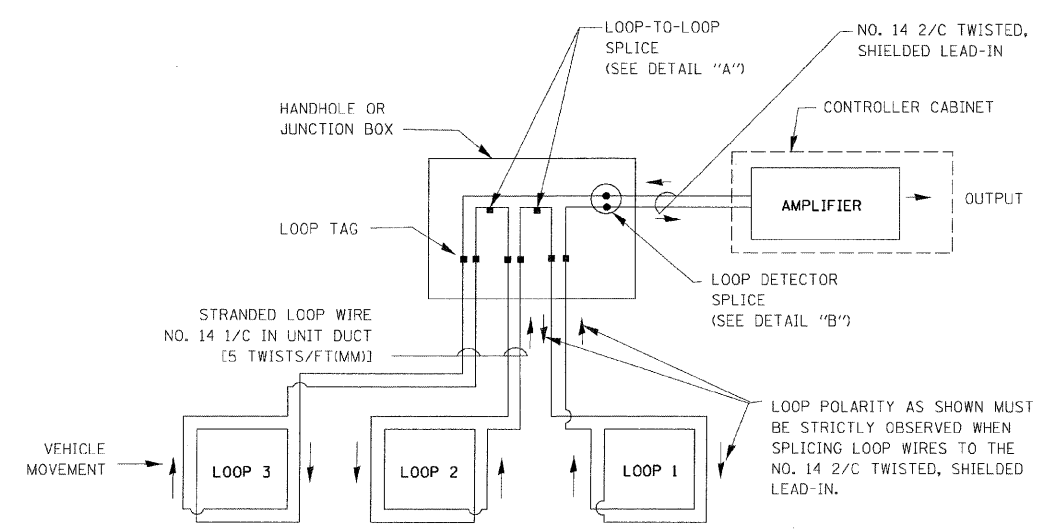 LOOP-TO-LOOP
SPLICE
(SEE DETAIL "A")
NO. 14 2/C TWISTED,
SHIELDED LEAD-IN
HANDHOLE OR
JUNCTION BOX
CONTROLLER CABINET
AMPLIFIER
OUTPUT
LOOP TAG
LOOP DETECTOR
SPLICE
(SEE DETAIL "B")
STRANDED LOOP WIRE
NO. 14 1/C IN UNIT DUCT
[5 TWISTS/FT(MM)]
LOOP POLARITY AS SHOWN MUST
BE STRICTLY OBSERVED WHEN
SPLICING LOOP WIRES TO THE
NO. 14 2/C TWISTED, SHIELDED
LEAD-IN.
VEHICLE
MOVEMENT
LOOP 3
LOOP 2
LOOP 1